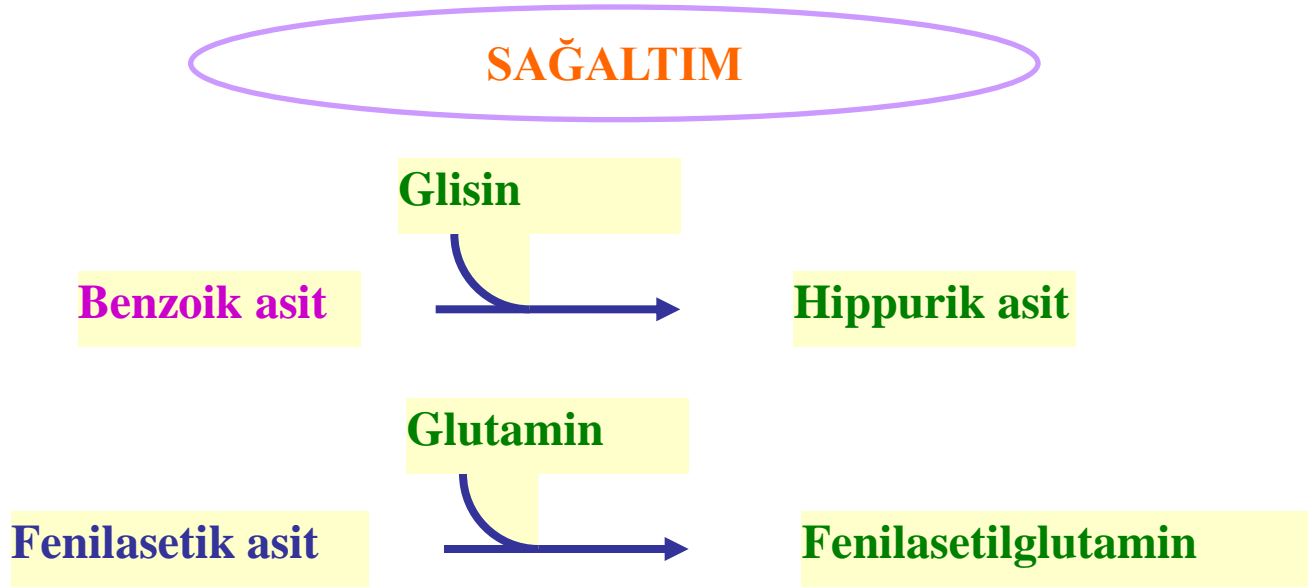 SAĞALTIM
Glisin
Benzoik asit
Hippurik asit
Glutamin
Fenilasetik asit
Fenilasetilglutamin